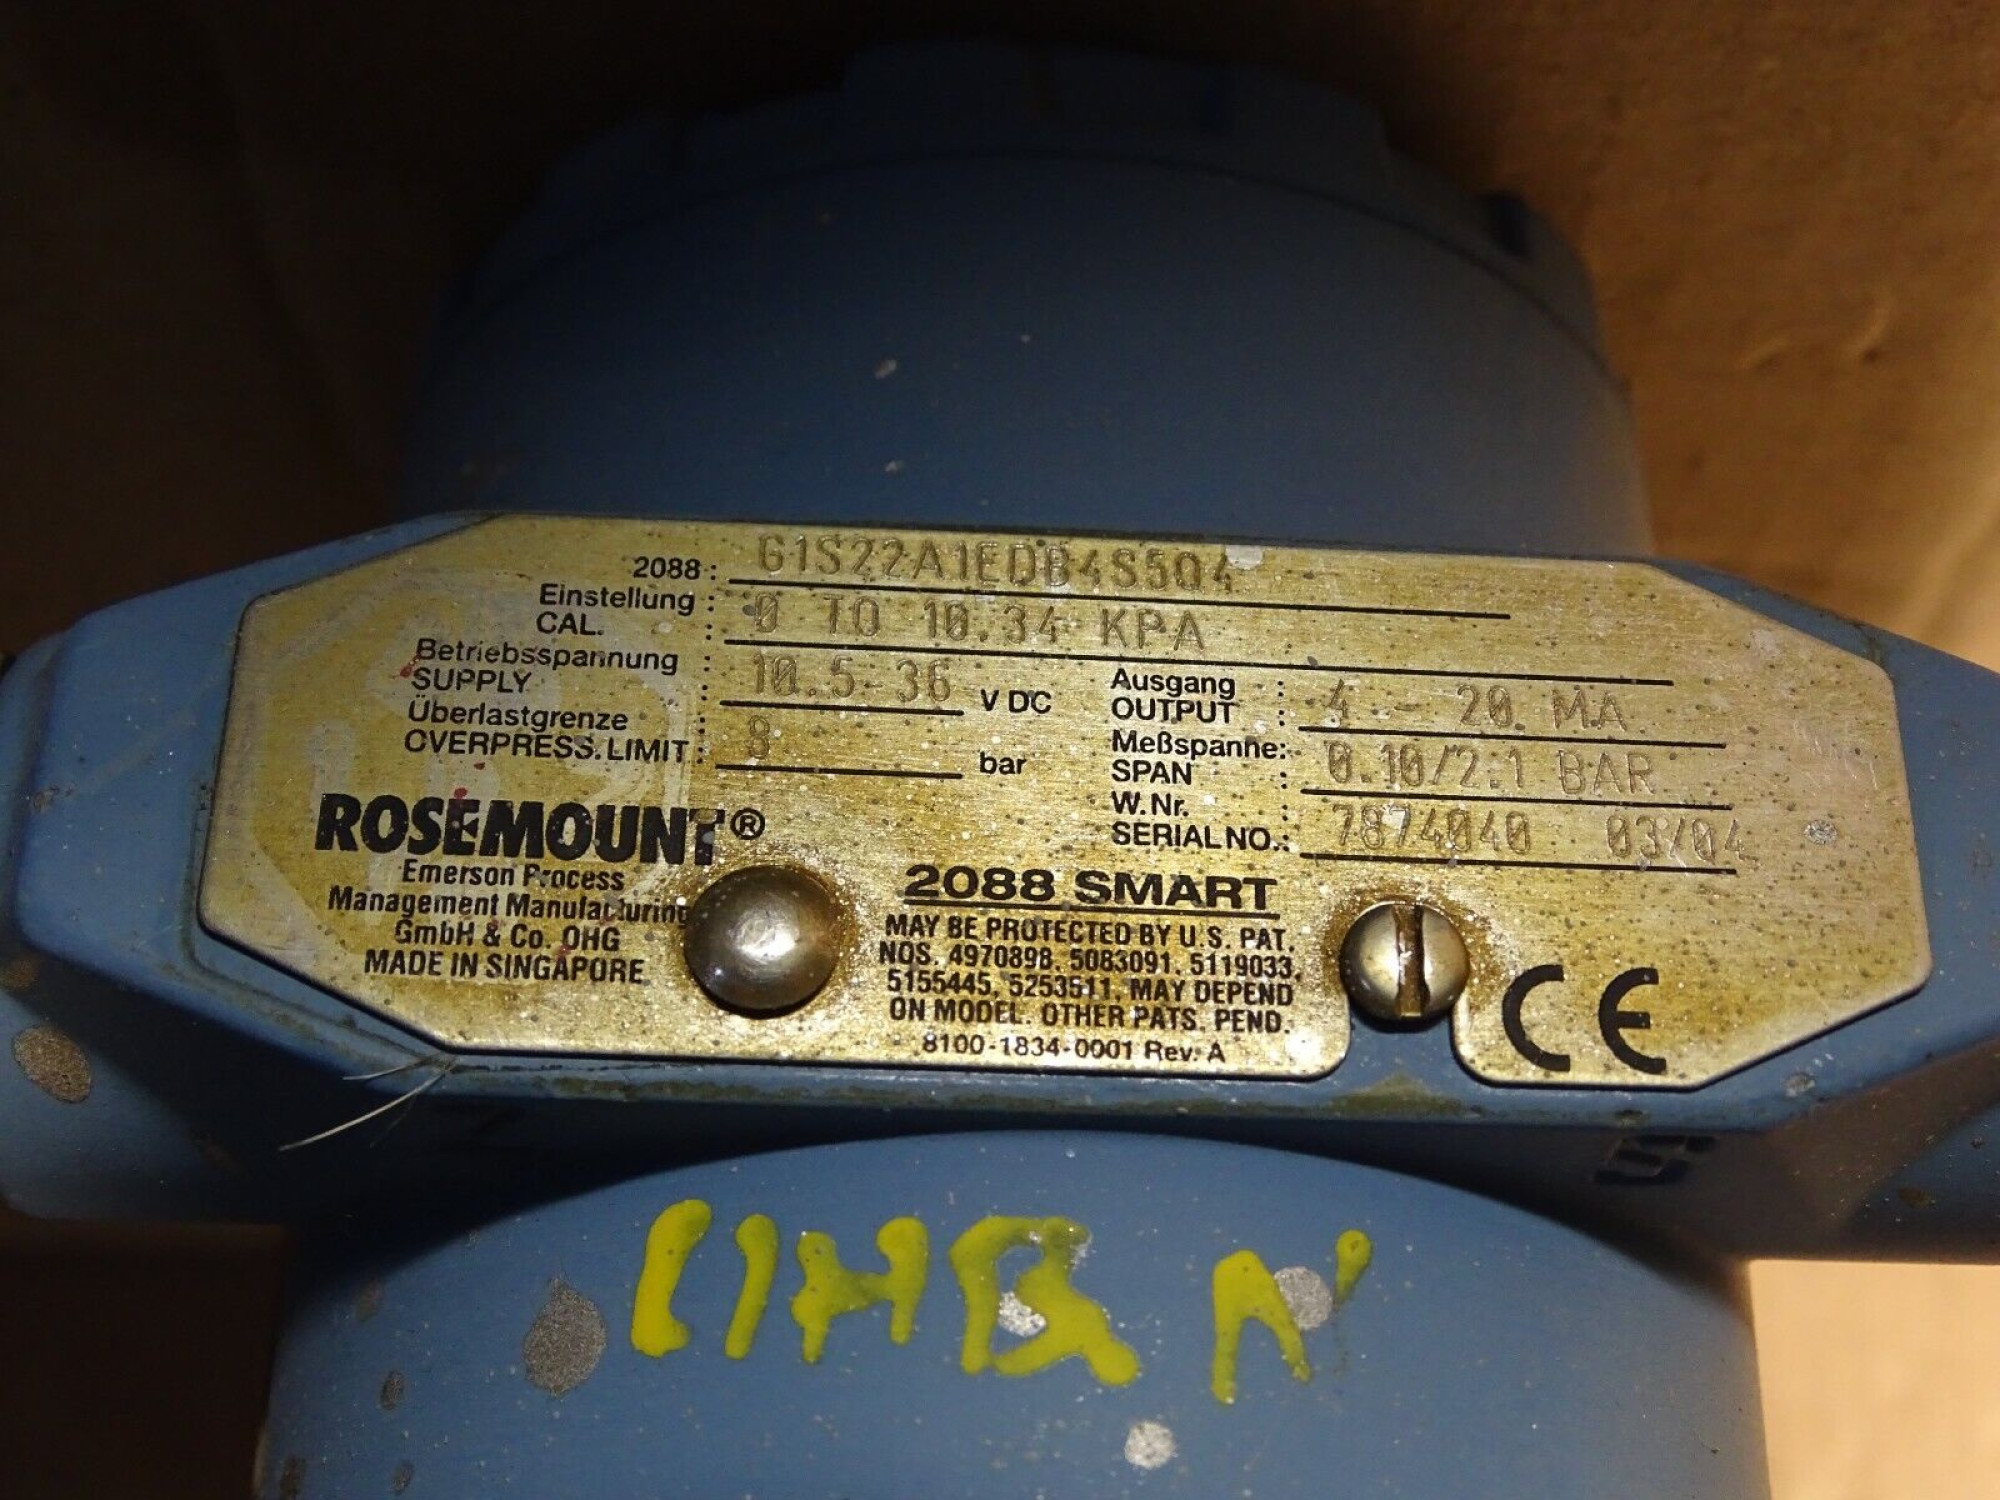 2088: G1S22A1EDB4S5Q4
Einstellung :
CAL. : 0 TO 10.34 KPA
Betriebsspannung :
SUPPLY : 10.5-36 V DC
Ausgang :
OUTPUT : 4 - 20 MA
Überlastgrenze :
OVERPRESS. LIMIT : 8 bar
Meßspanne:
SPAN : 0.10/2.1 BAR
W. Nr. :
SERIAL NO.: 7874040 03/04
ROSEMOUNT®
Emerson Process
Management Manufacturing
GmbH & Co. OHG
MADE IN SINGAPORE
2088 SMART
MAY BE PROTECTED BY U.S. PAT.
NOS. 4970898, 5083091, 5119033,
5155445, 5253511, MAY DEPEND
ON MODEL. OTHER PATS. PEND.
8100-1834-0001 Rev. A
CE